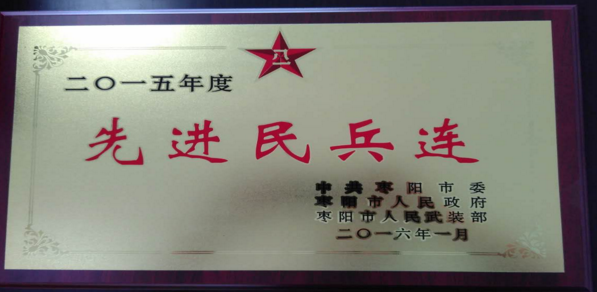 八一
二〇一五年度
先进民兵连
中共枣阳市委
枣阳市人民政府
枣阳市人民武装部
二〇一六年一月